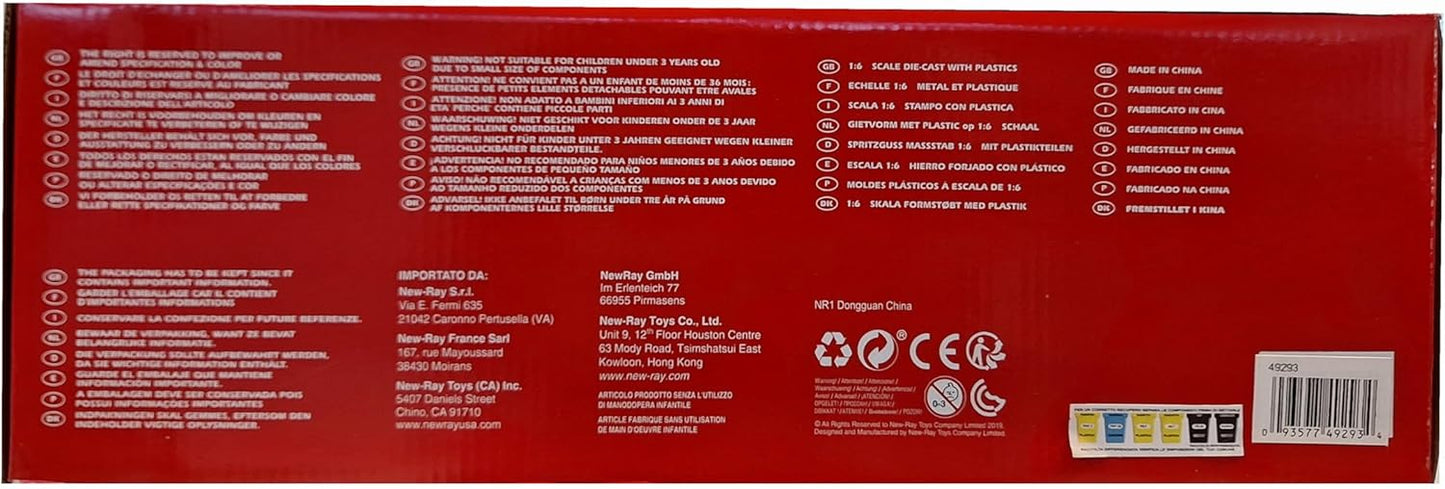 GB THE RIGHT IS RESERVED TO IMPROVE OR
AMEND SPECIFICATION & COLOR
F LE DROIT D'ECHANGER OU D'AMELIORER LES SPECIFICATIONS
ET COULEURS EST RESERVE AU FABRICANT
I DIRITTO DI RISERVARSI A MIGLIORARE O CAMBIARE COLORE
E DESCRIZIONE DELL'ARTICOLO
NL HET RECHT IS VOORBEHOUDEN OM KLEUREN EN
SPECIFICATIE TE VERBETEREN OF TE WIJZIGEN
D DER HERSTELLER BEHÄLT SICH VOR, FARBE UND
AUSSTATTUNG ZU VERBESSERN ODER ZU ÄNDERN
E TODOS LOS DERECHOS ESTAN RESERVADOS CON EL FIN
DE MEJORAR O RECTIFICAR, AL IGUAL QUE LOS COLORES
P RESERVADO O DIREITO DE MELHORAR
OU ALTERAR ESPECIFICAÇÕES E COR
DK VI FORBEHOLDER OS RETTEN TIL AT FORBEDRE
ELLER RETTE SPECIFIKATIONER OG FARVE
GB WARNING! NOT SUITABLE FOR CHILDREN UNDER 3 YEARS OLD
DUE TO SMALL SIZE OF COMPONENTS
F ATTENTION! NE CONVIENT PAS A UN ENFANT DE MOINS DE 36 MOIS:
PRESENCE DE PETITS ELEMENTS DETACHABLES POUVANT ETRE AVALES
I ATTENZIONE! NON ADATTO A BAMBINI INFERIORI AI 3 ANNI DI
ETA' PERCHE' CONTIENE PICCOLE PARTI
NL WAARSCHUWING! NIET GESCHIKT VOOR KINDEREN ONDER DE 3 JAAR
WEGENS KLEINE ONDERDELEN
D ACHTUNG! NICHT FÜR KINDER UNTER 3 JAHREN GEEIGNET WEGEN KLEINER
VERSCHLUCKBARER BESTANDTEILE.
E ¡ADVERTENCIA! NO RECOMENDADO PARA NIÑOS MENORES DE 3 AÑOS DEBIDO
A LOS COMPONENTES DE PEQUEÑO TAMAÑO
P AVISO! NÃO RECOMENDÁVEL A CRIANÇAS COM MENOS DE 3 ANOS DEVIDO
AO TAMANHO REDUZIDO DOS COMPONENTES
DK ADVARSEL! IKKE ANBEFALET TIL BØRN UNDER TRE ÅR PÅ GRUND
AF KOMPONENTERNES LILLE STØRRELSE
GB 1:6 SCALE DIE-CAST WITH PLASTICS
F ECHELLE 1:6 METAL ET PLASTIQUE
I SCALA 1:6 STAMPO CON PLASTICA
NL GIETVORM MET PLASTIC op 1:6 SCHAAL
D SPRITZGUSS MASSSTAB 1:6 MIT PLASTIKTEILEN
E ESCALA 1:6 HIERRO FORJADO CON PLÁSTICO
P MOLDES PLÁSTICOS À ESCALA DE 1:6
DK 1:6 SKALA FORMSTØBT MED PLASTIK
GB MADE IN CHINA
F FABRIQUE EN CHINE
I FABBRICATO IN CINA
NL GEFABRICEERD IN CHINA
D HERGESTELLT IN CHINA
E FABRICADO EN CHINA
P FABRICADO NA CHINA
DK FREMSTILLET I KINA
GB THE PACKAGING HAS TO BE KEPT SINCE IT
CONTAINS IMPORTANT INFORMATION.
F GARDER L'EMBALLAGE CAR IL CONTIENT
D'IMPORTANTES INFORMATIONS
I CONSERVARE LA CONFEZIONE PER FUTURE REFERENZE.
NL BEWAAR DE VERPAKKING, WANT ZE BEVAT
BELANGRIJKE INFORMATIE.
D DIE VERPACKUNG SOLLTE AUFBEWAHRT WERDEN,
DA SIE WICHTIGE INFORMATION ENTHÄLT.
E GUARDE EL EMBALAJE QUE MANTIENE
INFORMACIÓN IMPORTANTE.
P A EMBALAGEM DEVE SER CONSERVADA POIS
POSSUI INFORMAÇÕES IMPORTANTES
DK INDPAKNINGEN SKAL GEMMES, EFTERSOM DEN
INDEHOLDER VIGTIGE OPLYSNINGER.
IMPORTATO DA:
New-Ray S.r.l.
Via E. Fermi 635
21042 Caronno Pertusella (VA)
New-Ray France Sarl
167, rue Mayoussard
38430 Moirans
New-Ray Toys (CA) Inc.
5407 Daniels Street
Chino, CA 91710
www.newrayusa.com
NewRay GmbH
Im Erlenteich 77
66955 Pirmasens
New-Ray Toys Co., Ltd.
Unit 9, 12th Floor Houston Centre
63 Mody Road, Tsimshatsui East
Kowloon, Hong Kong
www.new-ray.com
ARTICOLO PRODOTTO SENZA L'UTILIZZO
DI MANODOPERA INFANTILE
ARTICLE FABRIQUE SANS UTILISATION
DE MAIN D'OEUVRE INFANTILE
NR1 Dongguan China
® CE
Warning! / Attention! / Attenzione! /
Waarschuwing! / Achtung! / Advertencia! /
0-3
© All Rights Reserved to New-Ray Toys Company Limited 2019.
Designed and Manufactured by New-Ray Toys Company Limited.
PER UN CORRETTO RECUPERO SEPARA LE COMPONENTI PRIMA DI GETTARLE
49293
0 93577 49293 4